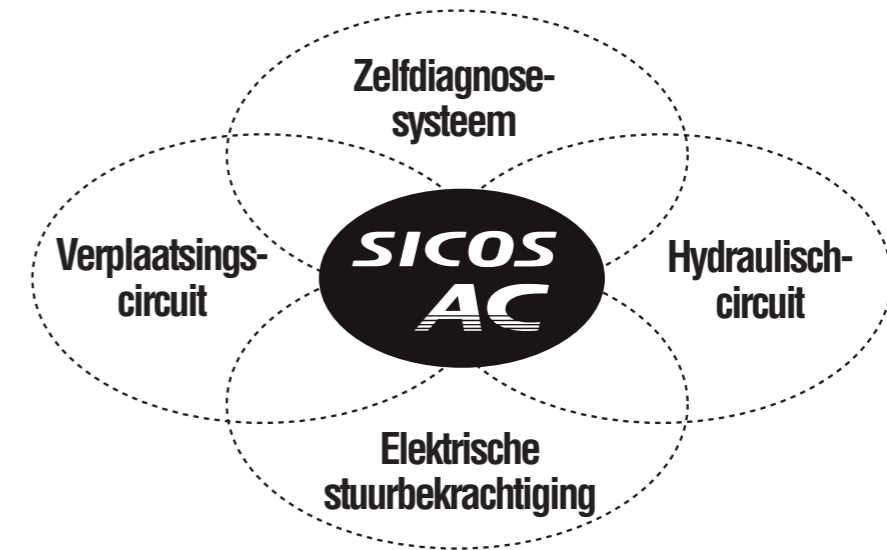 Zelfdiagnose-
systeem
Verplaatsings-
circuit
SICOS
AC
Hydraulisch-
circuit
Elektrische
stuurbekrachtiging